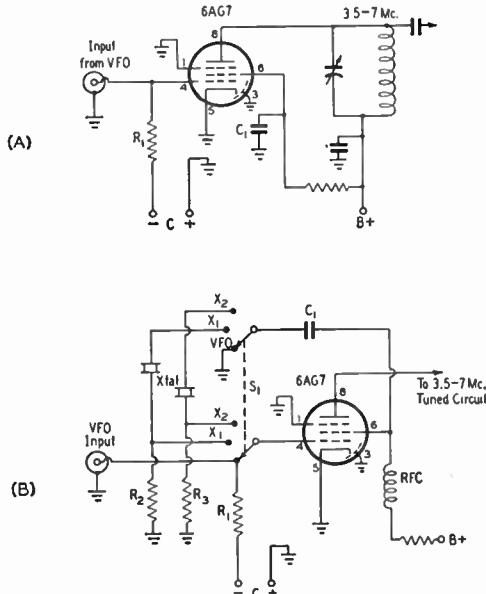 6AG7
3.5-7 Mc.
Input
from VFO
8
1
6
4
3
5
(A)
R1
C1
- C +
B+
X2
X1
VFO
C1
Xtal
6AG7
8
S1
To 3.5-7 Mc.
Tuned Circuit
X2
X1
1
6
4
3
VFO
Input
5
RFC
(B)
R2
R3
R1
B+
- C +